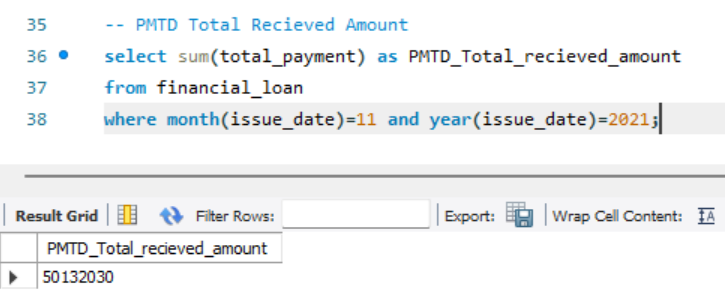 35 -- PMTD Total Recieved Amount
36 select sum(total_payment) as PMTD_Total_recieved_amount
37 from financial_loan
38 where month(issue_date)=11 and year(issue_date)=2021;
Result Grid Filter Rows: Export: Wrap Cell Content: IA
PMTD_Total_recieved_amount
50132030